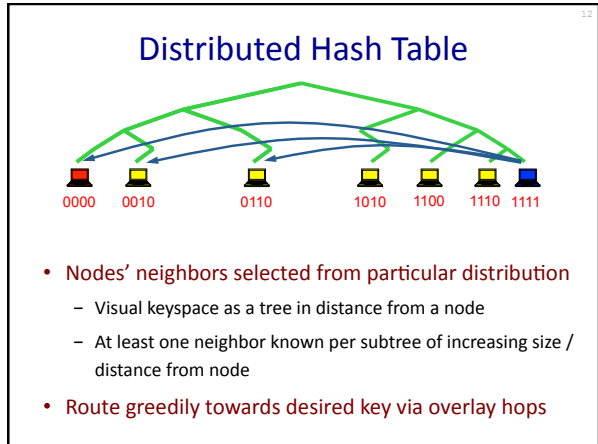 12
Distributed Hash Table
0000 0010 0110 1010 1100 1110 1111
• Nodes’ neighbors selected from particular distribution
– Visual keyspace as a tree in distance from a node
– At least one neighbor known per subtree of increasing size /
distance from node
• Route greedily towards desired key via overlay hops